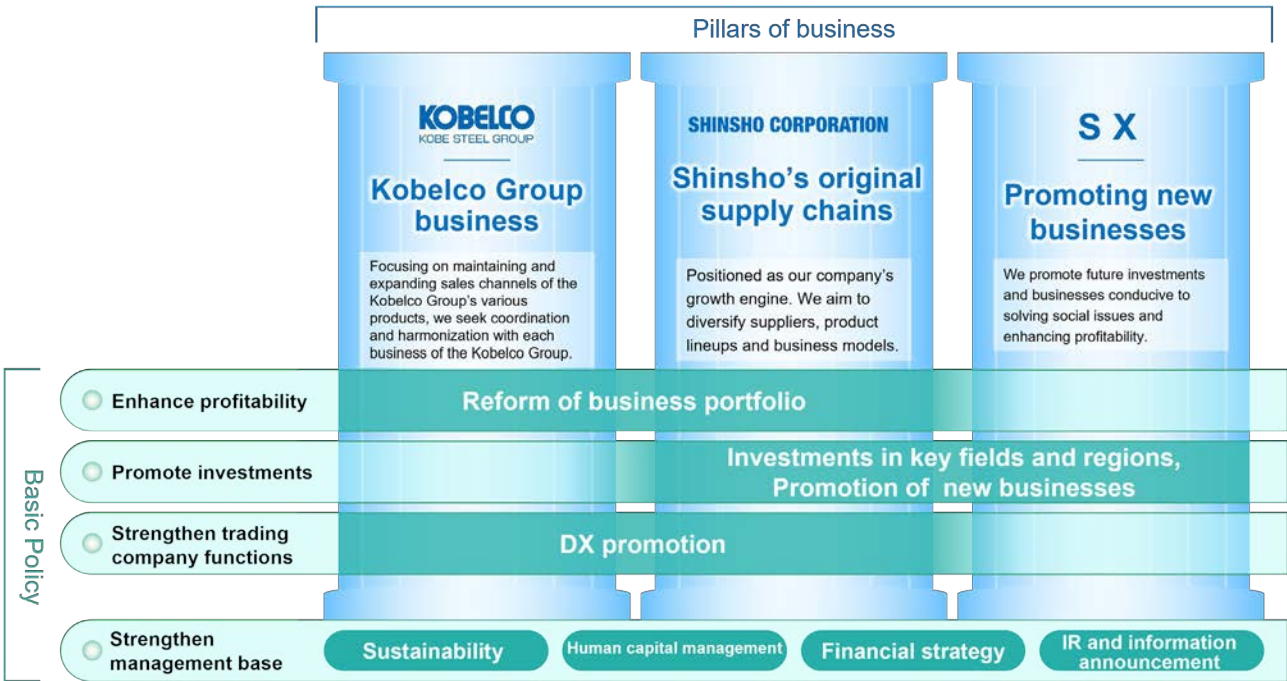 Pillars of business
KOBELCO
KOBE STEEL GROUP
Kobelco Group
business
Focusing on maintaining and
expanding sales channels of the
Kobelco Group's various
products, we seek coordination
and harmonization with each
business of the Kobelco Group.
SHINSHO CORPORATION
Shinsho's original
supply chains
Positioned as our company's
growth engine. We aim to
diversify suppliers, product
lineups and business models.
S X
Promoting new
businesses
We promote future investments
and businesses conducive to
solving social issues and
enhancing profitability.
Basic Policy
Enhance profitability
Reform of business portfolio
Promote investments
Investments in key fields and regions,
Promotion of new businesses
Strengthen trading
company functions
DX promotion
Strengthen
management base
Sustainability
Human capital management
Financial strategy
IR and information
announcement